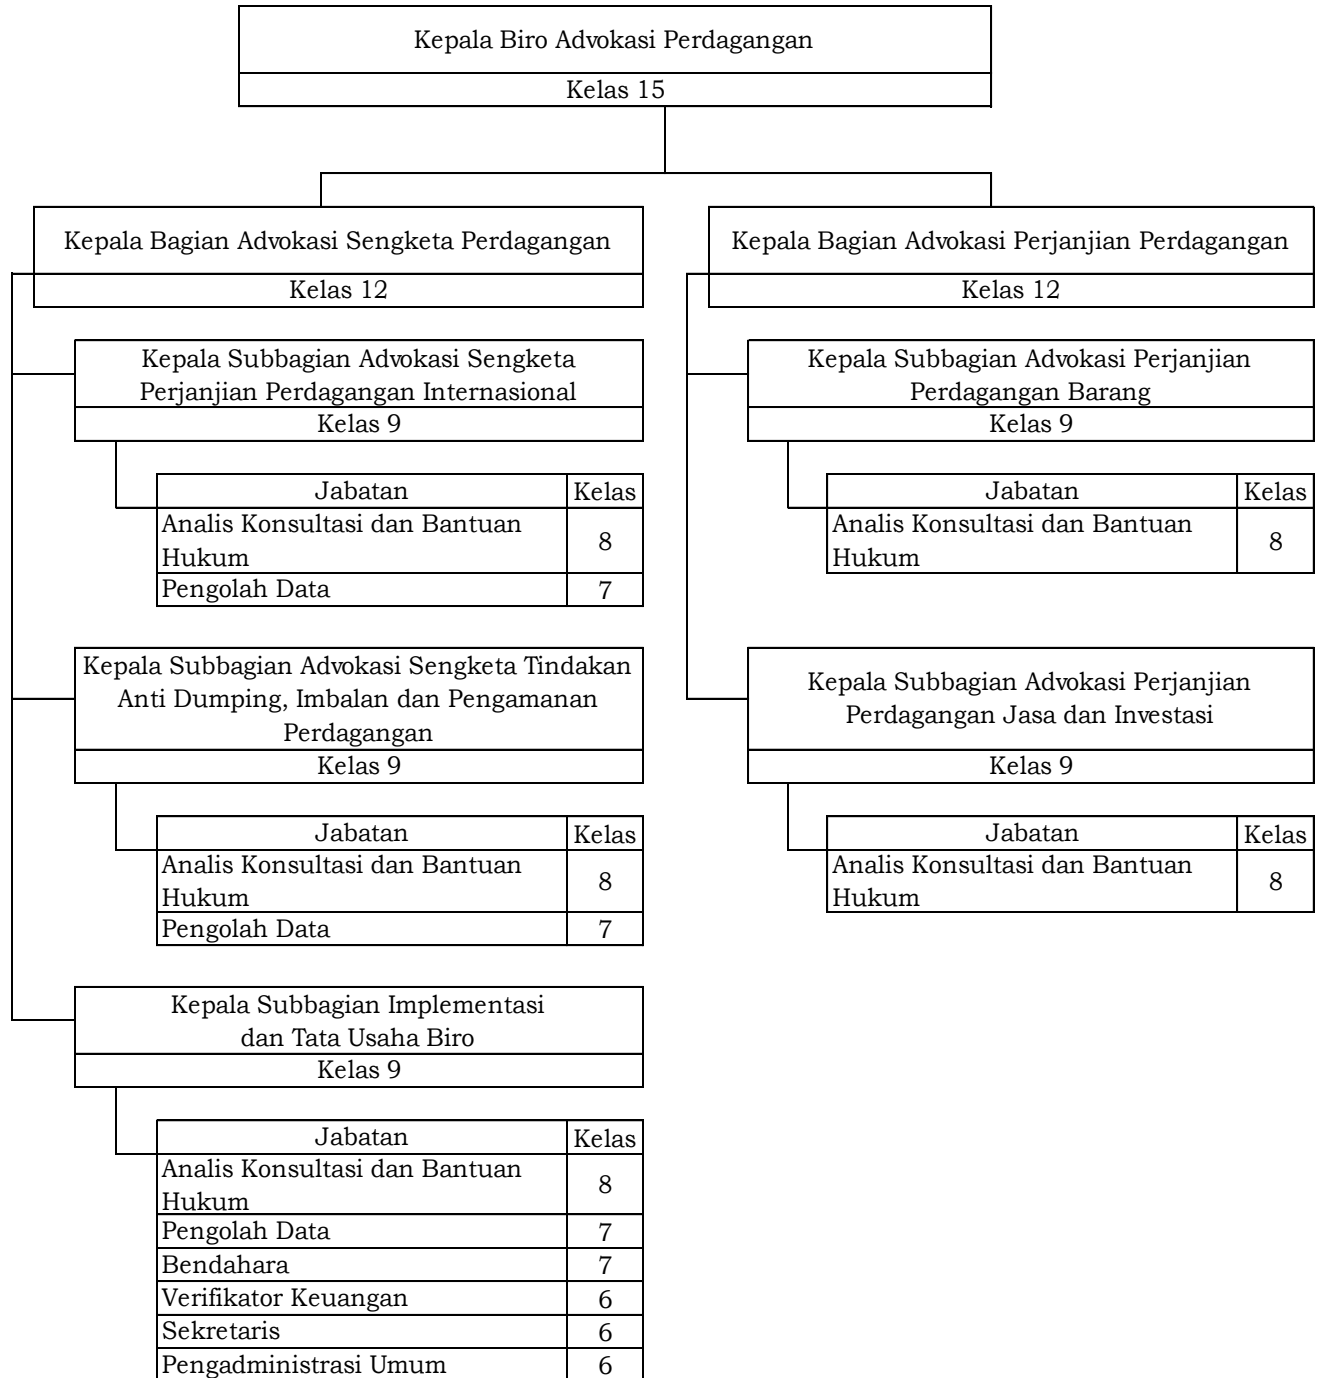 Kepala Biro Advokasi Perdagangan
Kelas 15
Kepala Bagian Advokasi Sengketa Perdagangan
Kelas 12
Kepala Subbagian Advokasi Sengketa
Perjanjian Perdagangan Internasional
Kelas 9
Jabatan Kelas
Analis Konsultasi dan Bantuan
Hukum
8
Pengolah Data 7
Kepala Subbagian Advokasi Sengketa Tindakan
Anti Dumping, Imbalan dan Pengamanan
Perdagangan
Kelas 9
Jabatan Kelas
Analis Konsultasi dan Bantuan
Hukum
8
Pengolah Data 7
Kepala Subbagian Implementasi
dan Tata Usaha Biro
Kelas 9
Jabatan Kelas
Analis Konsultasi dan Bantuan
Hukum
8
Pengolah Data 7
Bendahara 7
Verifikator Keuangan 6
Sekretaris 6
Pengadministrasi Umum 6
Kepala Bagian Advokasi Perjanjian Perdagangan
Kelas 12
Kepala Subbagian Advokasi Perjanjian
Perdagangan Barang
Kelas 9
Jabatan Kelas
Analis Konsultasi dan Bantuan
Hukum
8
Kepala Subbagian Advokasi Perjanjian
Perdagangan Jasa dan Investasi
Kelas 9
Jabatan Kelas
Analis Konsultasi dan Bantuan
Hukum
8